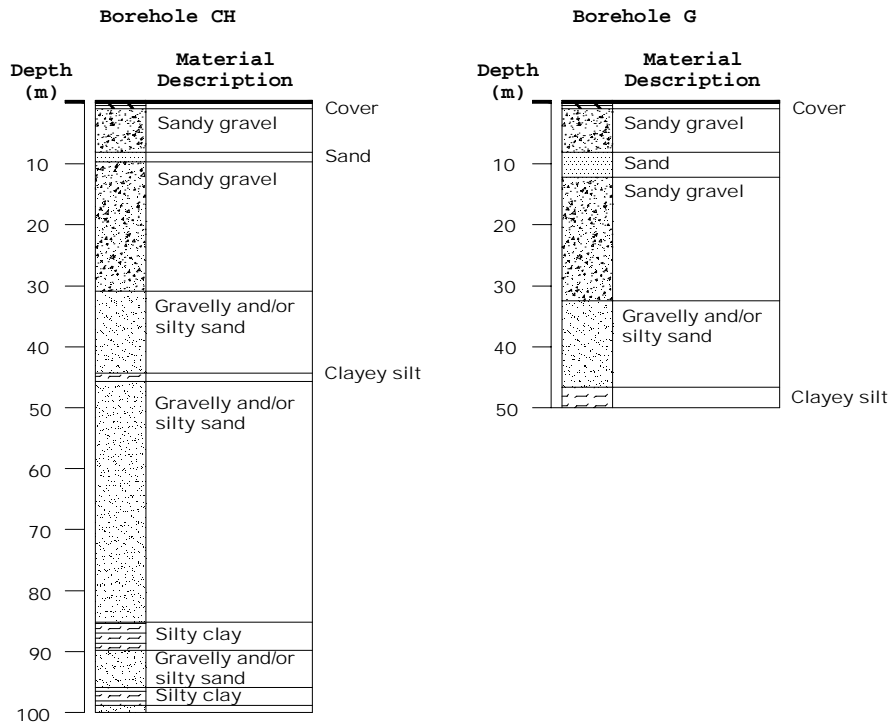 Borehole CH
Depth
(m)
Material
Description
Cover
Sandy gravel
10
Sand
Sandy gravel
20
30
Gravelly and/or
silty sand
40
Clayey silt
50
Gravelly and/or
silty sand
60
70
80
Silty clay
90
Gravelly and/or
silty sand
Silty clay
100
Borehole G
Depth
(m)
Material
Description
Cover
Sandy gravel
10
Sand
Sandy gravel
20
30
Gravelly and/or
silty sand
40
Clayey silt
50